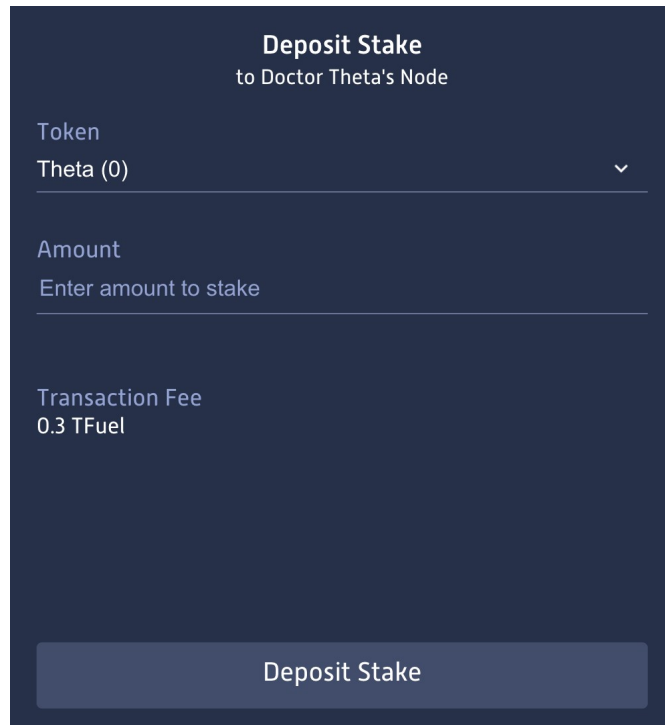 Deposit Stake
to Doctor Theta's Node
Token
Theta (0)
Amount
Enter amount to stake
Transaction Fee
0.3 TFuel
Deposit Stake